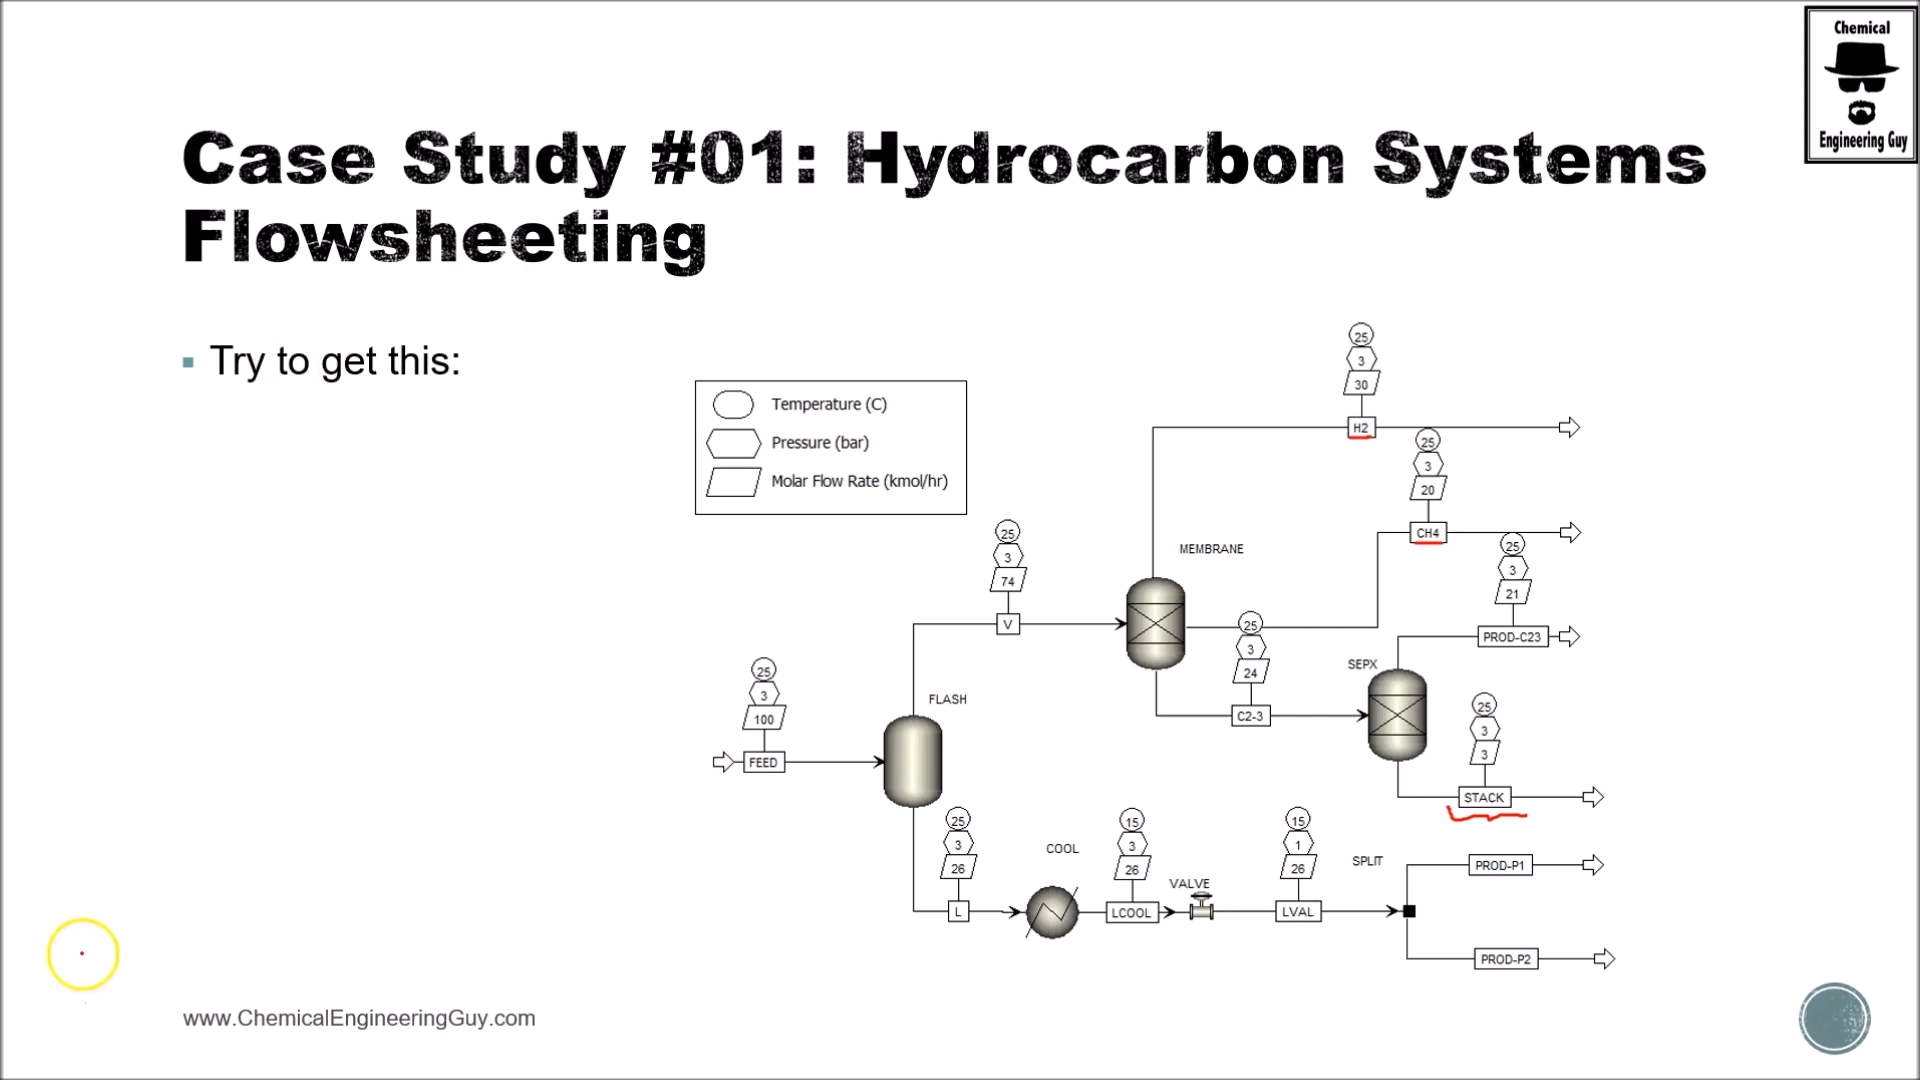 Chemical
Engineering Guy
Case Study #01: Hydrocarbon Systems
Flowsheeting
Try to get this:
Temperature (C)
Pressure (bar)
Molar Flow Rate (kmol/hr)
25
3
30
H2
25
3
20
CH4
25
3
21
PROD-C23
25
3
74
V
MEMBRANE
25
3
24
C2-3
SEPX
25
3
3
STACK
25
3
100
FEED
FLASH
25
3
26
L
COOL
15
3
26
LCOOL
VALVE
15
1
26
LVAL
SPLIT
PROD-P1
PROD-P2
www.ChemicalEngineeringGuy.com